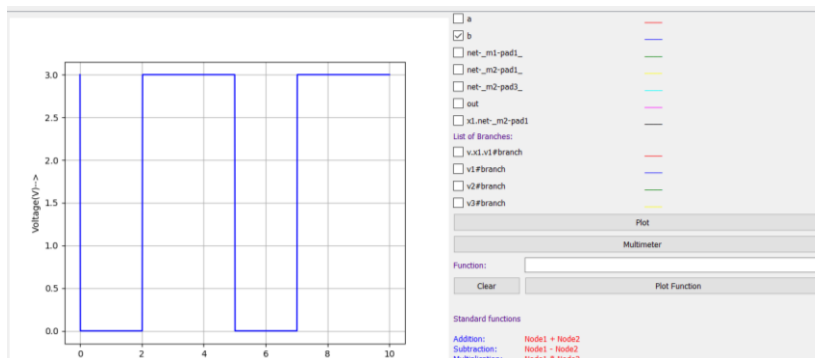 3.0
2.5
2.0
1.5
1.0
0.5
0.0
0 2 4 6 8 10
Voltage(V)-->
a
b
net-_m1-pad1_
net-_m2-pad1_
net-_m2-pad3_
out
x1.net-_m2-pad1
List of Branches:
v.x1.v1#branch
v1#branch
v2#branch
v3#branch
Plot
Multimeter
Function:
Clear Plot Function
Standard functions
Addition: Node1 + Node2
Subtraction: Node1 - Node2